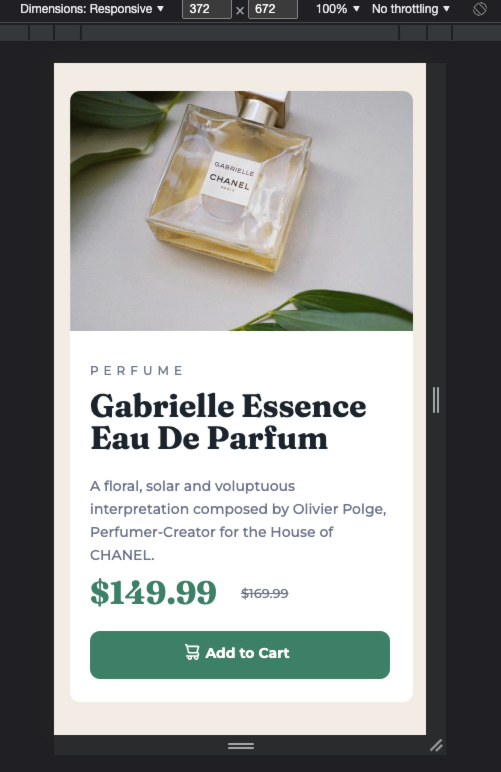 Dimensions: Responsive ▼ 372 × 672 100% ▼ No throttling ▼
GABRIELLE
CHANEL
PARIS
PERFUME
Gabrielle Essence
Eau De Parfum
A floral, solar and voluptuous
interpretation composed by Olivier Polge,
Perfumer-Creator for the House of
CHANEL.
$149.99 $169.99
Add to Cart